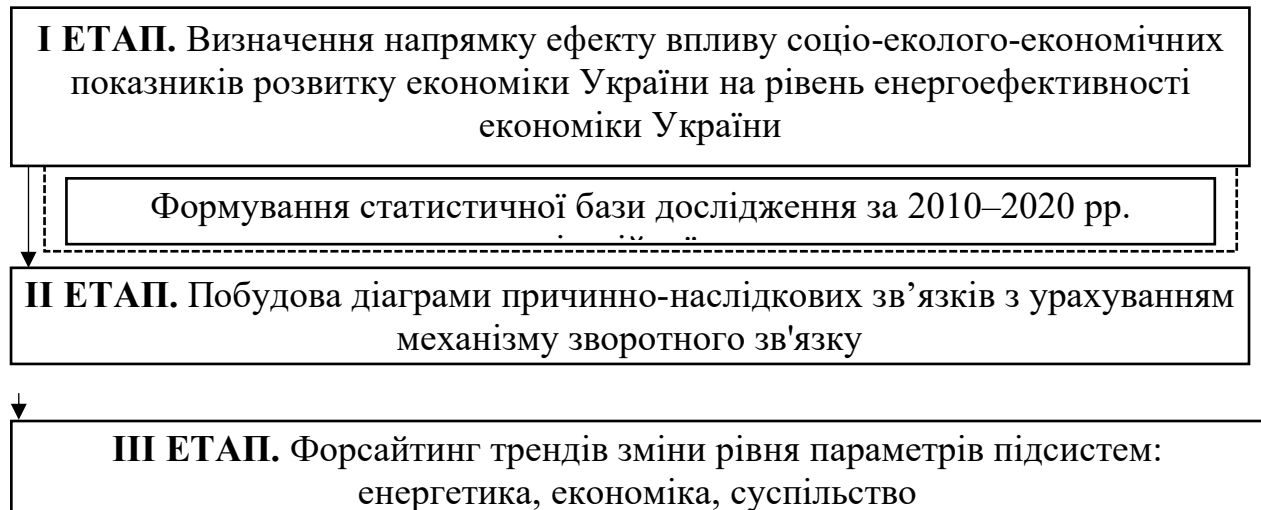 І ЕТАП. Визначення напрямку ефекту впливу соціо-еколого-економічних
показників розвитку економіки України на рівень енергоефективності
економіки України
Формування статистичної бази дослідження за 2010–2020 рр.
ІІ ЕТАП. Побудова діаграми причинно-наслідкових зв’язків з урахуванням
механізму зворотного зв'язку
ІІІ ЕТАП. Форсайтинг трендів зміни рівня параметрів підсистем:
енергетика, економіка, суспільство